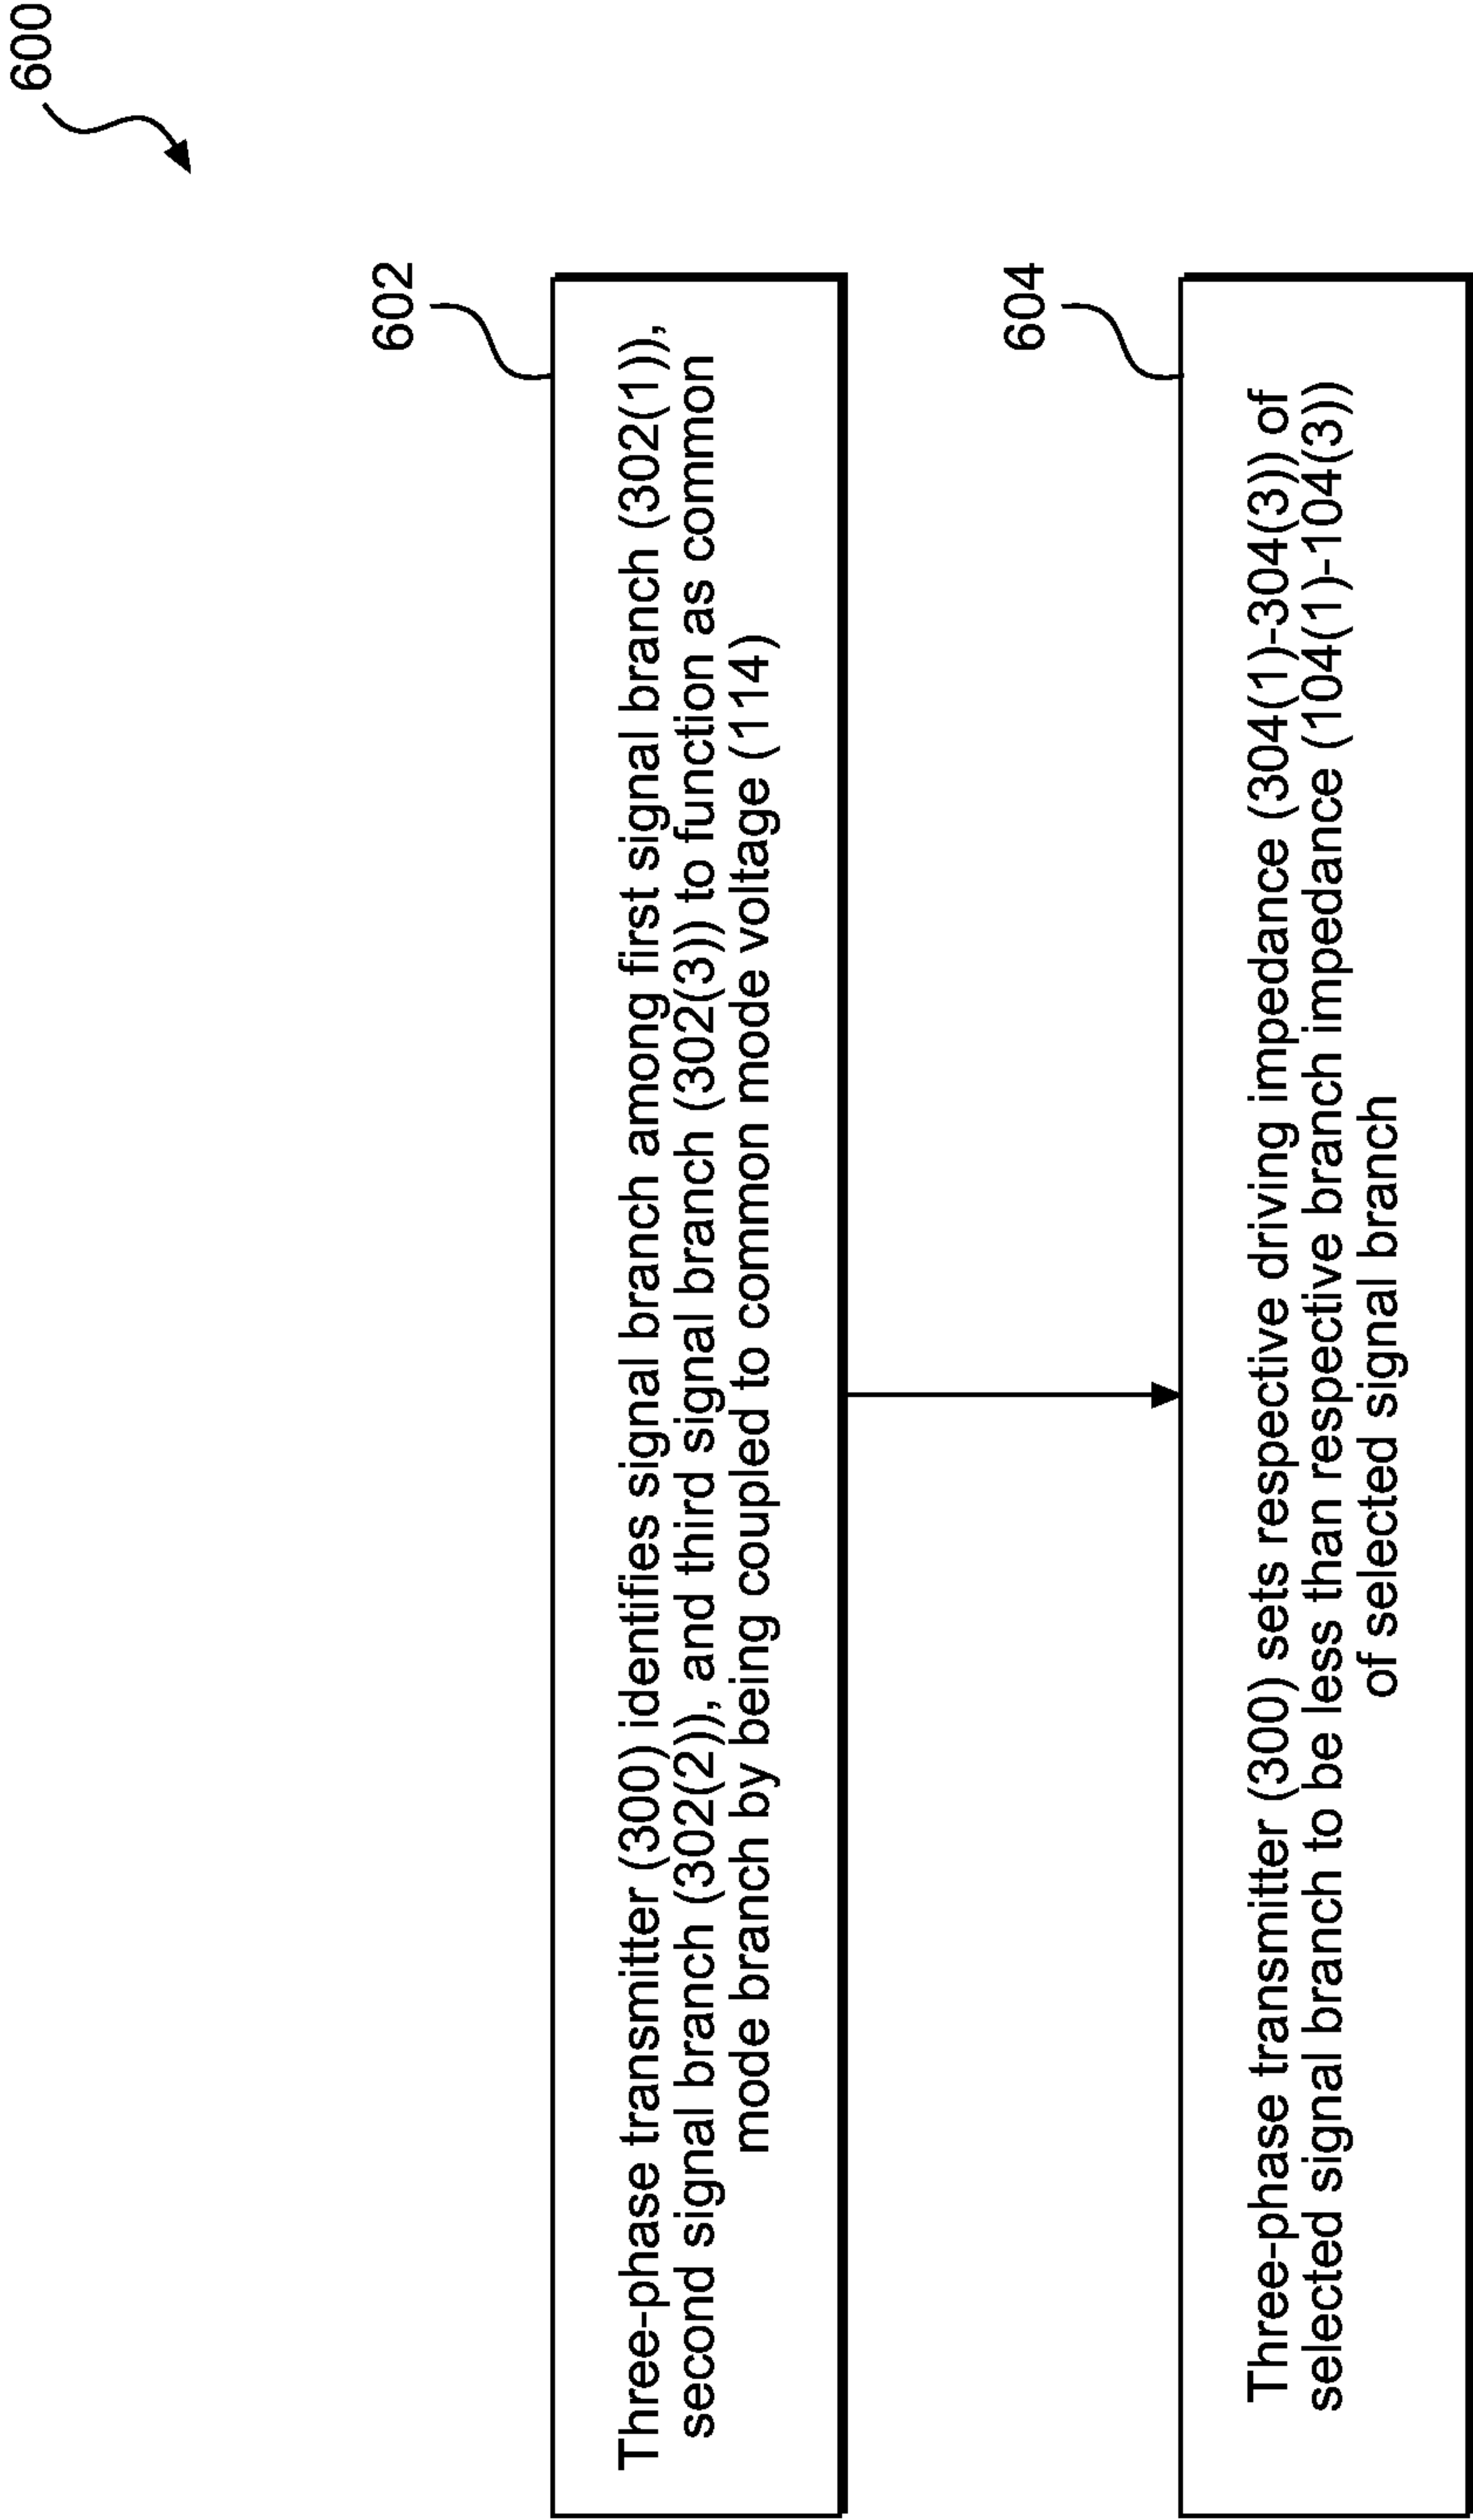 600
602
Three-phase transmitter (300) identifies signal branch among first signal branch (302(1)),
second signal branch (302(2)), and third signal branch (302(3)) to function as common
mode branch by being coupled to common mode voltage (114)
604
Three-phase transmitter (300) sets respective driving impedance (304(1)-304(3)) of
selected signal branch to be less than respective branch impedance (104(1)-104(3))
of selected signal branch